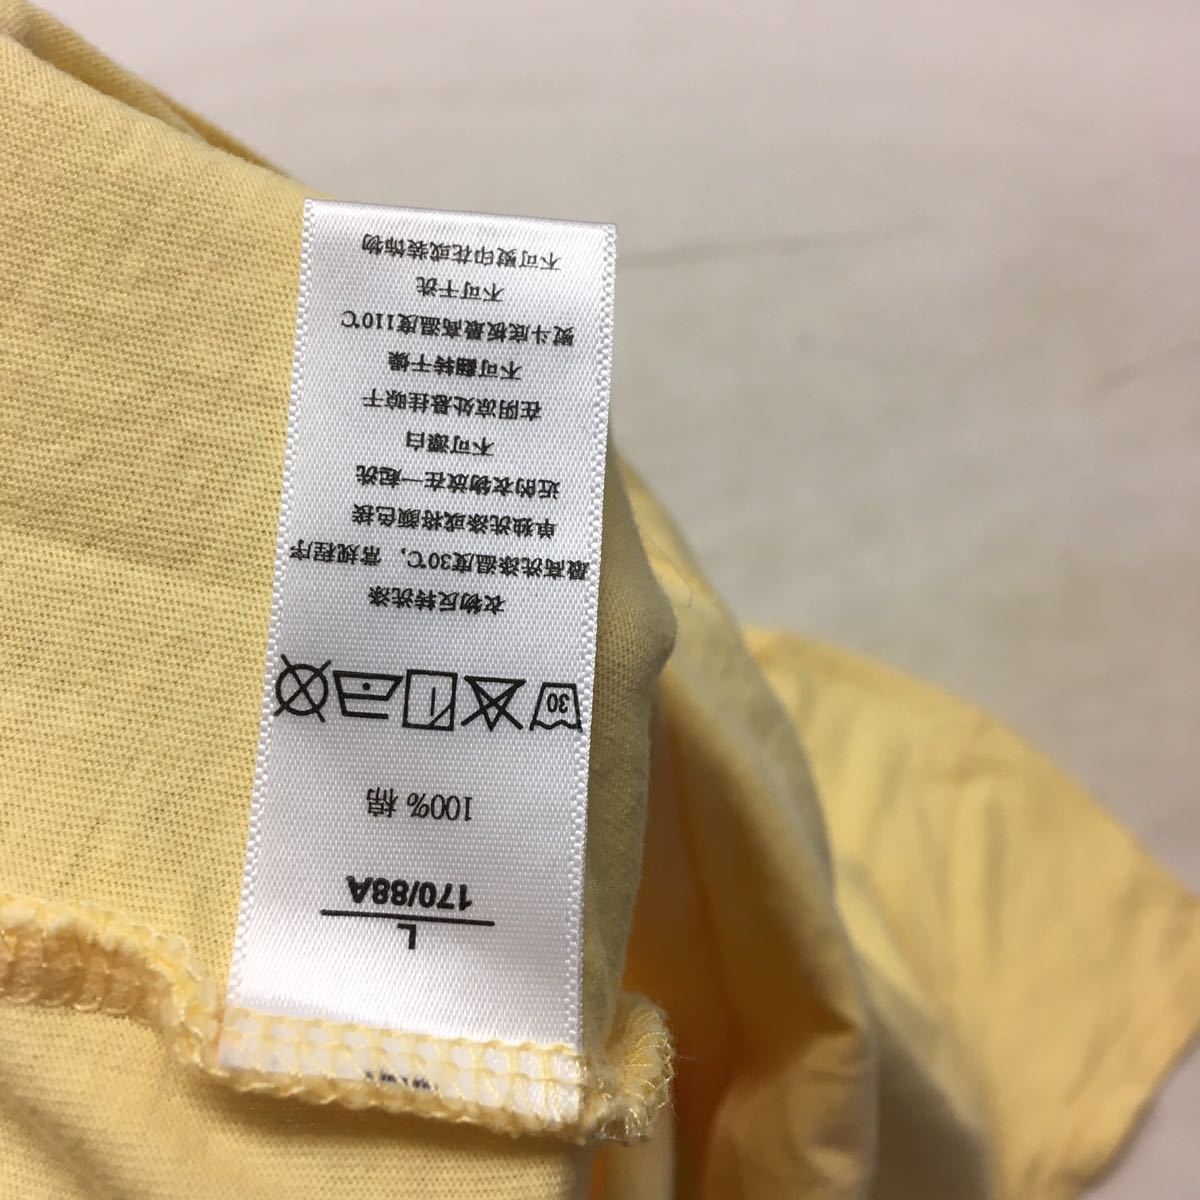 L
170/88A
100% 棉
30
衣物反转洗涤
最高洗涤温度30℃，常规程序
单独洗涤或将颜色接
近的衣物放在一起洗
不可漂白
在阴凉处悬挂晾干
不可翻转干燥
熨斗底板最高温度110℃
不可干洗
不可熨印花或装饰物